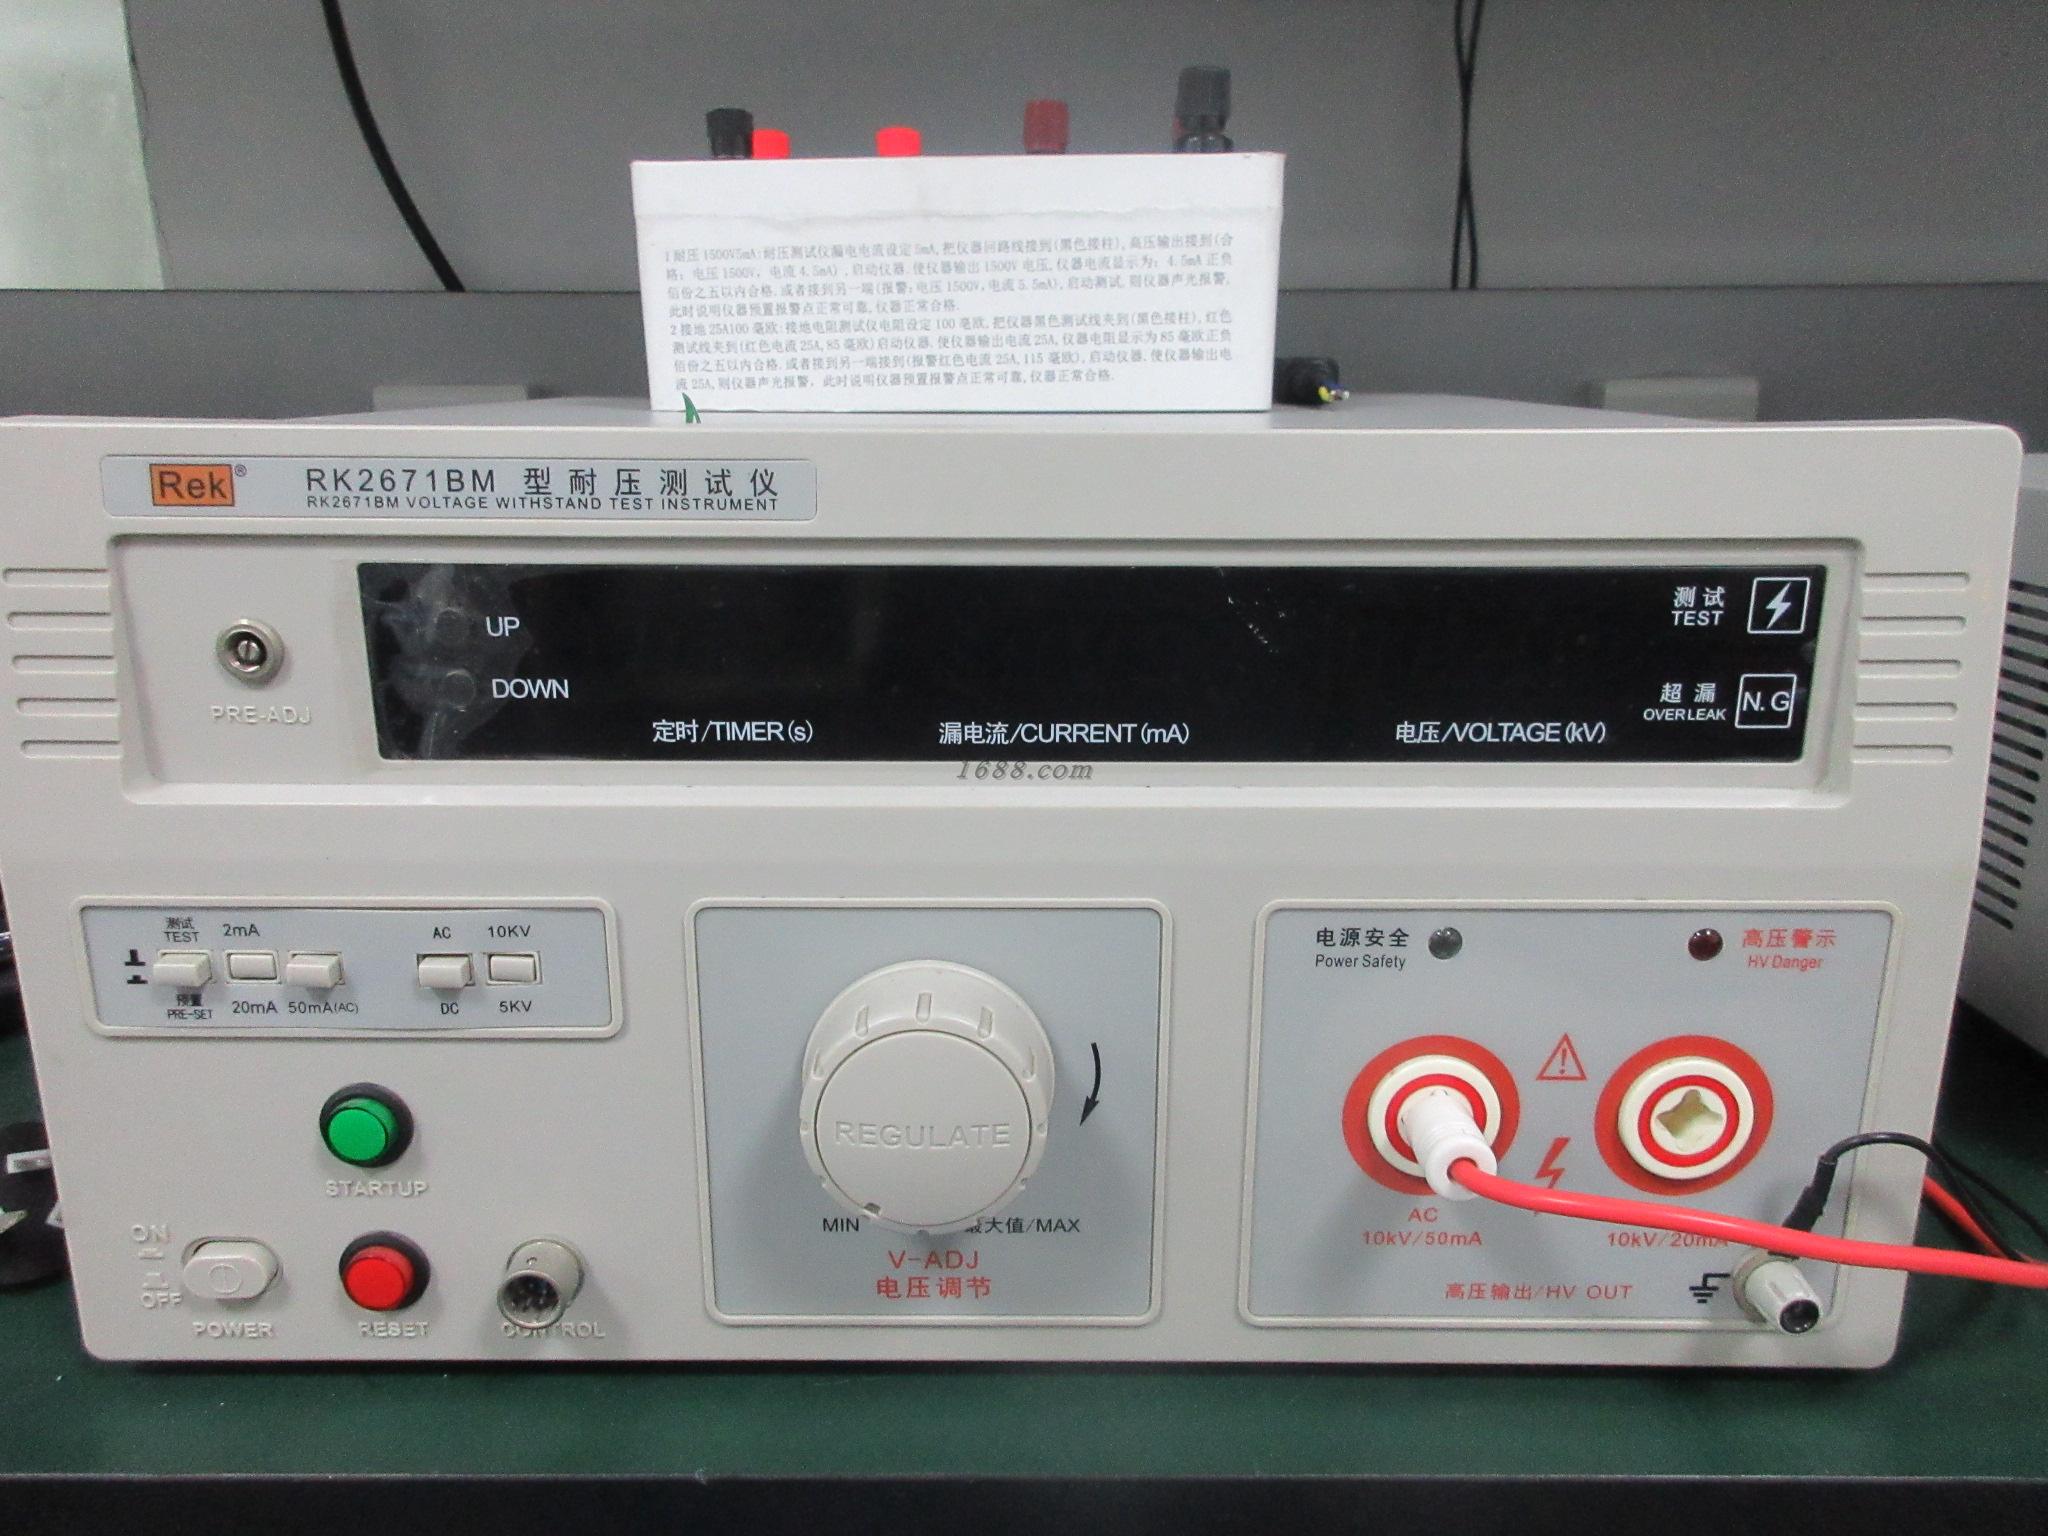 1 耐压 1500V5mA:耐压测试仪漏电电流设定 5mA,把仪器回路线接到(黑色接柱),高压输出接到(合
格: 电压 1500V, 电流 4.5mA) ,启动仪器.使仪器输出 1500V 电压,仪器电流显示为: 4.5mA 正负
佰份之五以内合格.或者接到另一端(报警:电压 1500V,电流 5.5mA),启动测试.则仪器声光报警,
此时说明仪器预置报警点正常可靠,仪器正常合格.
2 接地 25A100 毫欧:接地电阻测试仪电阻设定 100 毫欧,把仪器黑色测试线夹到(黑色接柱),红色
测试线夹到(红色电流 25A, 85 毫欧)启动仪器.使仪器输出电流 25A,仪器电阻显示为 85 毫欧正负
佰份之五以内合格.或者接到另一端接到(报警红色电流 25A, 115 毫欧),启动仪器.使仪器输出电
流 25A,则仪器声光报警, 此时说明仪器预置报警点正常可靠,仪器正常合格.
Rek® RK2671BM 型耐压测试仪
RK2671BM VOLTAGE WITHSTAND TEST INSTRUMENT
PRE-ADJ
UP
DOWN
测试
TEST
超漏
OVER LEAK
N.G
定时/TIMER(s) 漏电流/CURRENT(mA) 电压/VOLTAGE(kV)
1688.com
测试
TEST 2mA AC 10KV
预置
PRE-SET 20mA 50mA(AC) DC 5KV
STARTUP
ON
OFF
POWER RESET CONTROL
REGULATE
MIN 最大值/MAX
V-ADJ
电压调节
电源安全
Power Safety
高压警示
HV Danger
AC
10kV/50mA
10kV/20mA
高压输出/HV OUT